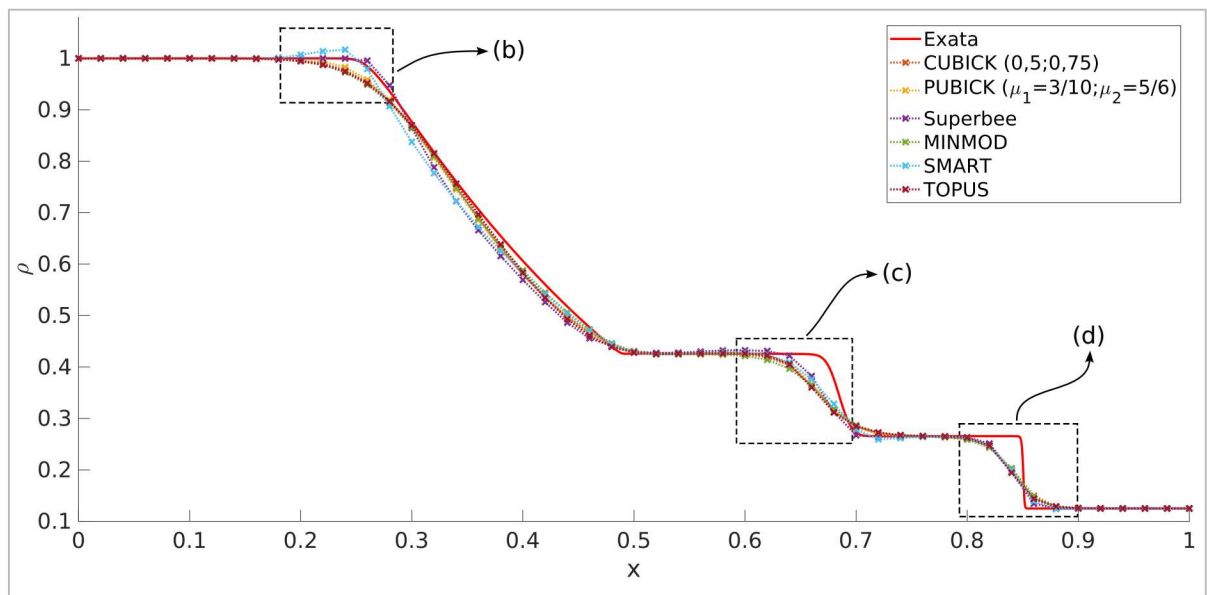 (b)
Exata
CUBICK (0,5;0,75)
PUBICK (μ₁=3/10;μ₂=5/6)
Superbee
MINMOD
SMART
TOPUS
(c)
(d)
1
0.9
0.8
0.7
0.6
0.5
0.4
0.3
0.2
0.1
ρ
0 0.1 0.2 0.3 0.4 0.5 0.6 0.7 0.8 0.9 1
x